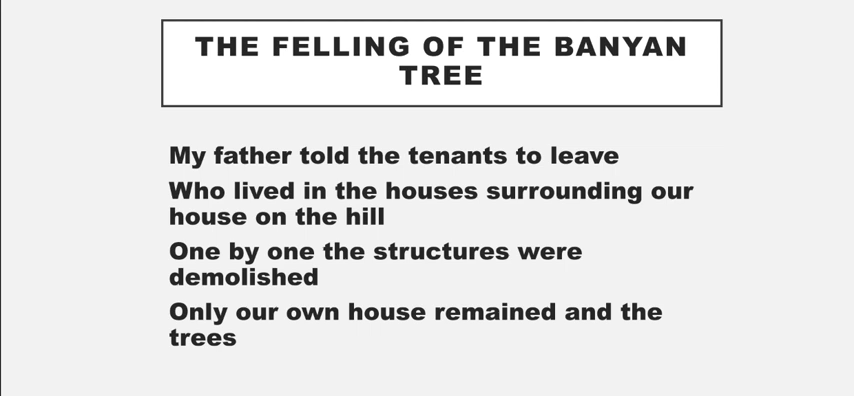 THE FELLING OF THE BANYAN
TREE
My father told the tenants to leave
Who lived in the houses surrounding our
house on the hill
One by one the structures were
demolished
Only our own house remained and the
trees